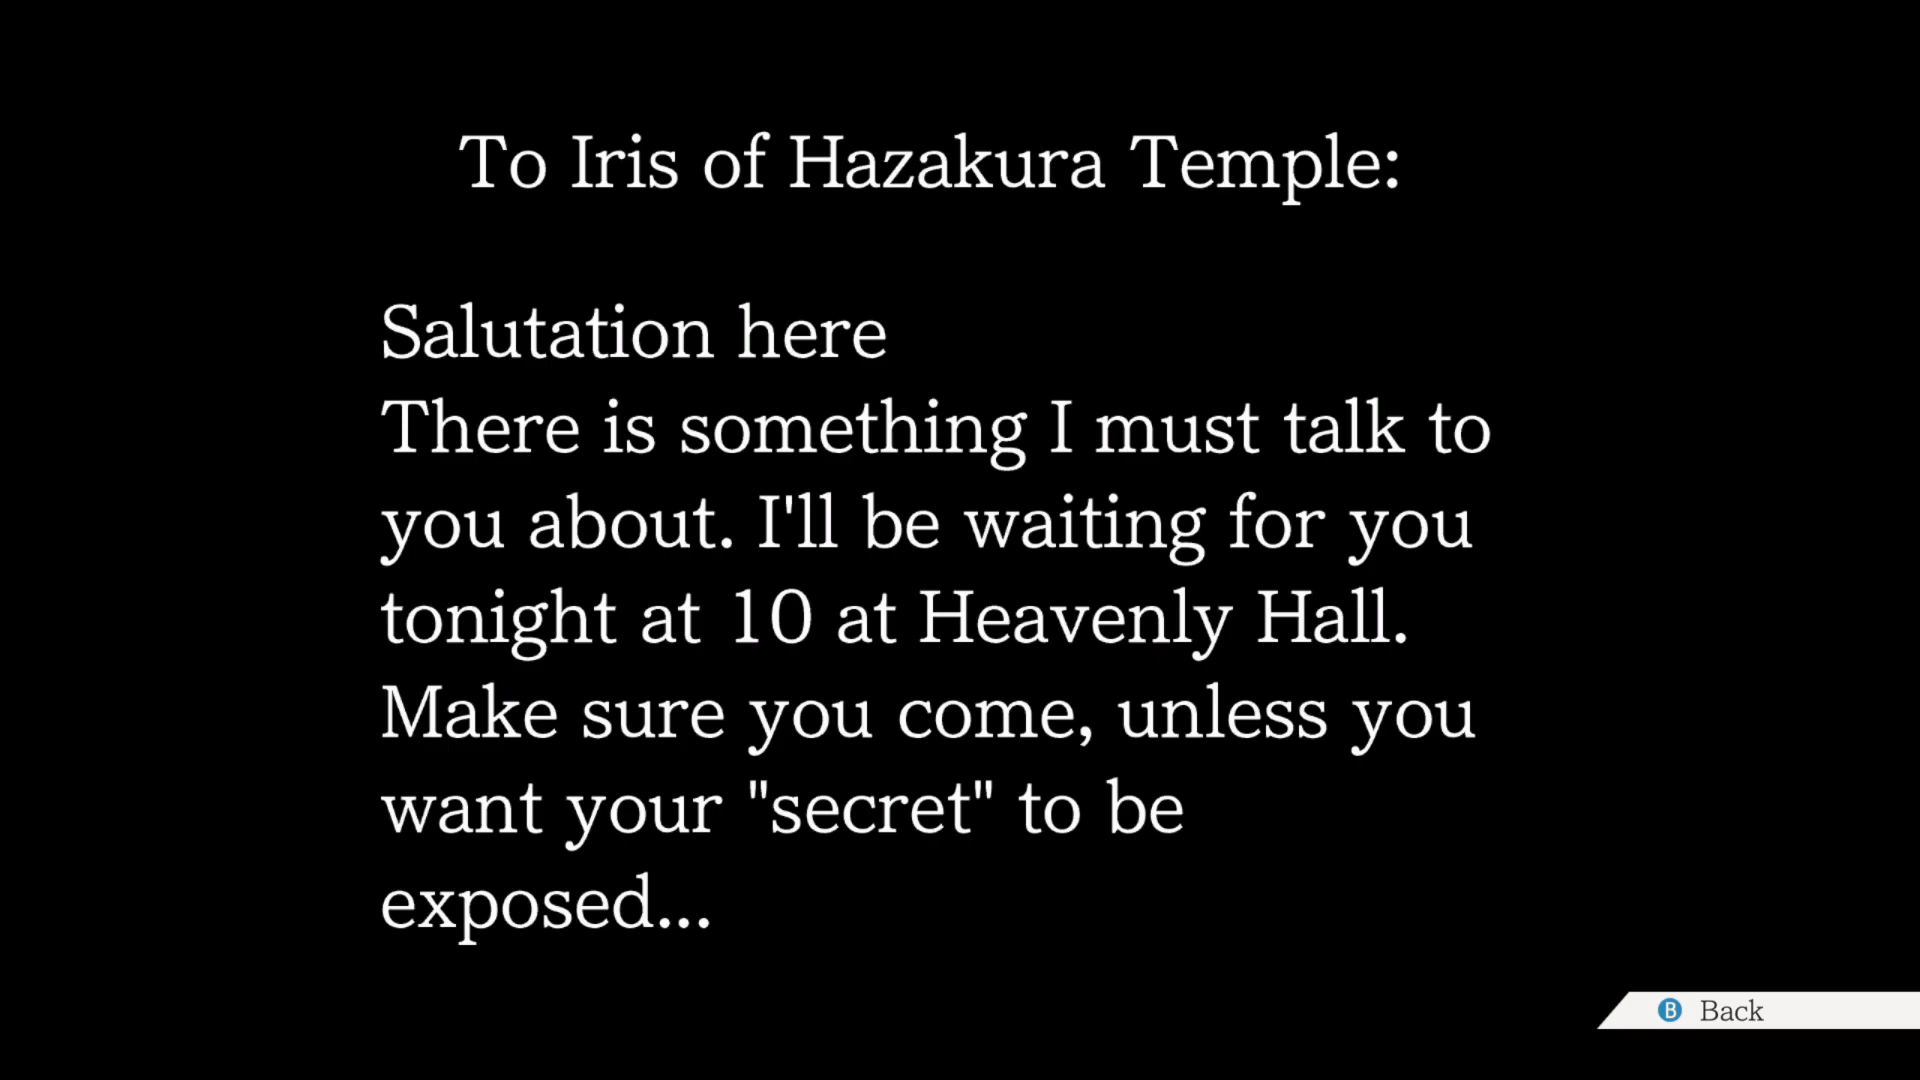 To Iris of Hazakura Temple:
Salutation here
There is something I must talk to
you about. I'll be waiting for you
tonight at 10 at Heavenly Hall.
Make sure you come, unless you
want your "secret" to be
exposed...
B Back